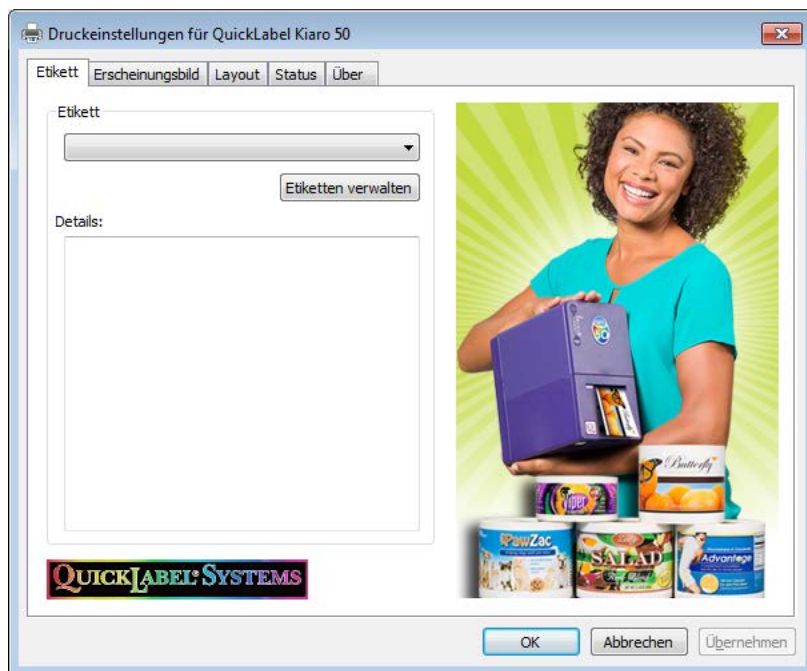 Druckeinstellungen für QuickLabel Kiaro 50
Etikett Erscheinungsbild Layout Status Über
Etikett
Etiketten verwalten
Details:
Butterfly
Viper
PawZac
SALAD
Advantage
QUICKLABEL® SYSTEMS
OK Abbrechen Übernehmen